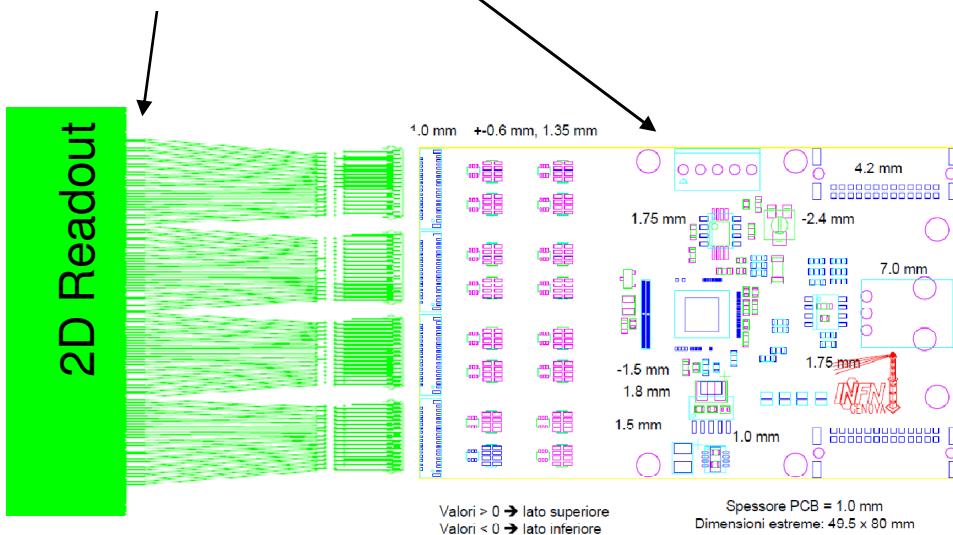 2D Readout
1.0 mm +-0.6 mm, 1.35 mm
4.2 mm
1.75 mm
-2.4 mm
7.0 mm
-1.5 mm
1.75 mm
1.8 mm
INFN
GENOVA
1.5 mm
1.0 mm
Valori > 0 ➔ lato superiore
Valori < 0 ➔ lato inferiore
Spessore PCB = 1.0 mm
Dimensioni estreme: 49.5 x 80 mm